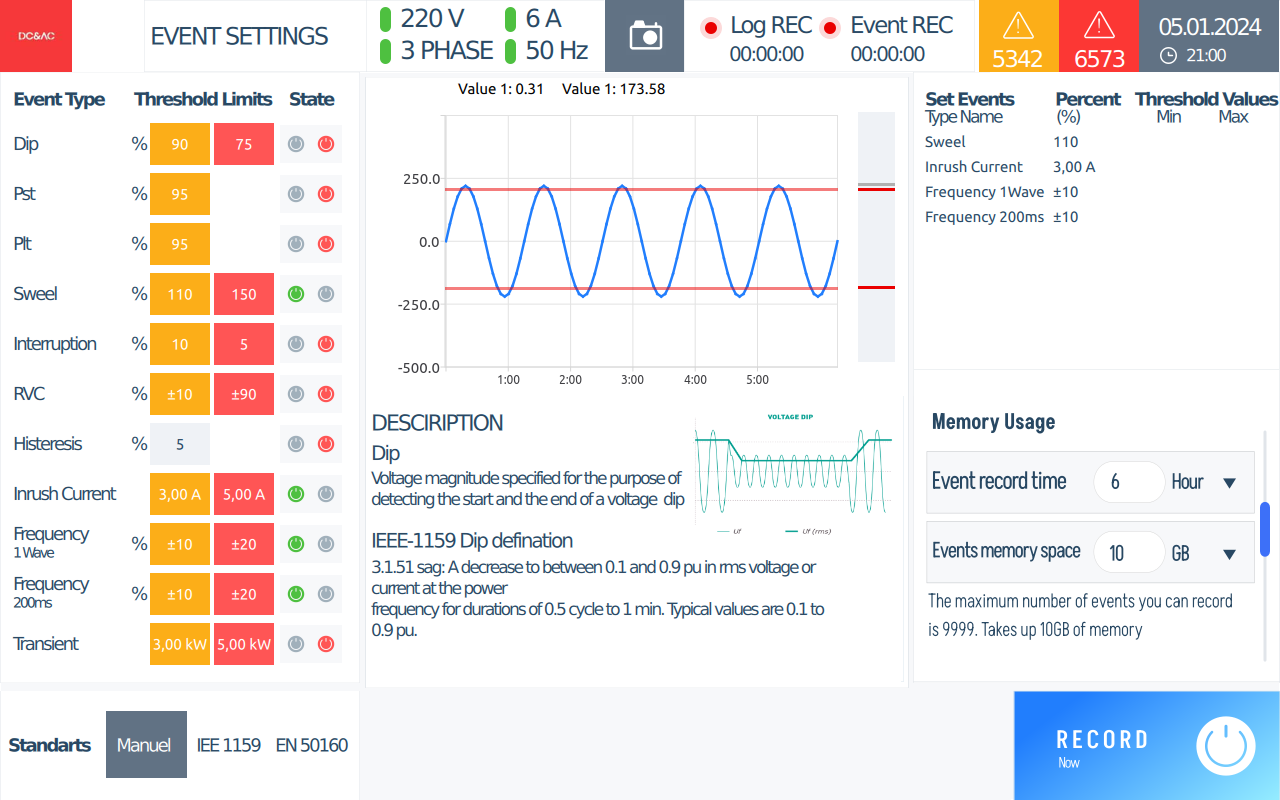 DC&AC
EVENT SETTINGS
220 V
6 A
3 PHASE
50 Hz
Log REC
Event REC
00:00:00
00:00:00
5342
6573
05.01.2024
21:00
Event Type Threshold Limits State
Dip % 90 75
Pst % 95
Plt % 95
Sweel % 110 150
Interruption % 10 5
RVC % ±10 ±90
Histeresis % 5
Inrush Current 3,00 A 5,00 A
Frequency
1 Wave % ±10 ±20
Frequency
200ms % ±10 ±20
Transient 3,00 kW 5,00 kW
Value 1: 0.31 Value 1: 173.58
250.0
0.0
-250.0
-500.0
1:00 2:00 3:00 4:00 5:00
DESCIRIPTION
Dip
Voltage magnitude specified for the purpose of
detecting the start and the end of a voltage dip
VOLTAGE DIP
Uf Uf (rms)
IEEE-1159 Dip defination
3.1.51 sag: A decrease to between 0.1 and 0.9 pu in rms voltage or
current at the power
frequency for durations of 0.5 cycle to 1 min. Typical values are 0.1 to
0.9 pu.
Set Events Percent Threshold Values
Type Name (%) Min Max
Sweel 110
Inrush Current 3,00 A
Frequency 1Wave ±10
Frequency 200ms ±10
Memory Usage
Event record time 6 Hour
Events memory space 10 GB
The maximum number of events you can record
is 9999. Takes up 10GB of memory
Standarts Manuel IEE 1159 EN 50160
RECORD
Now